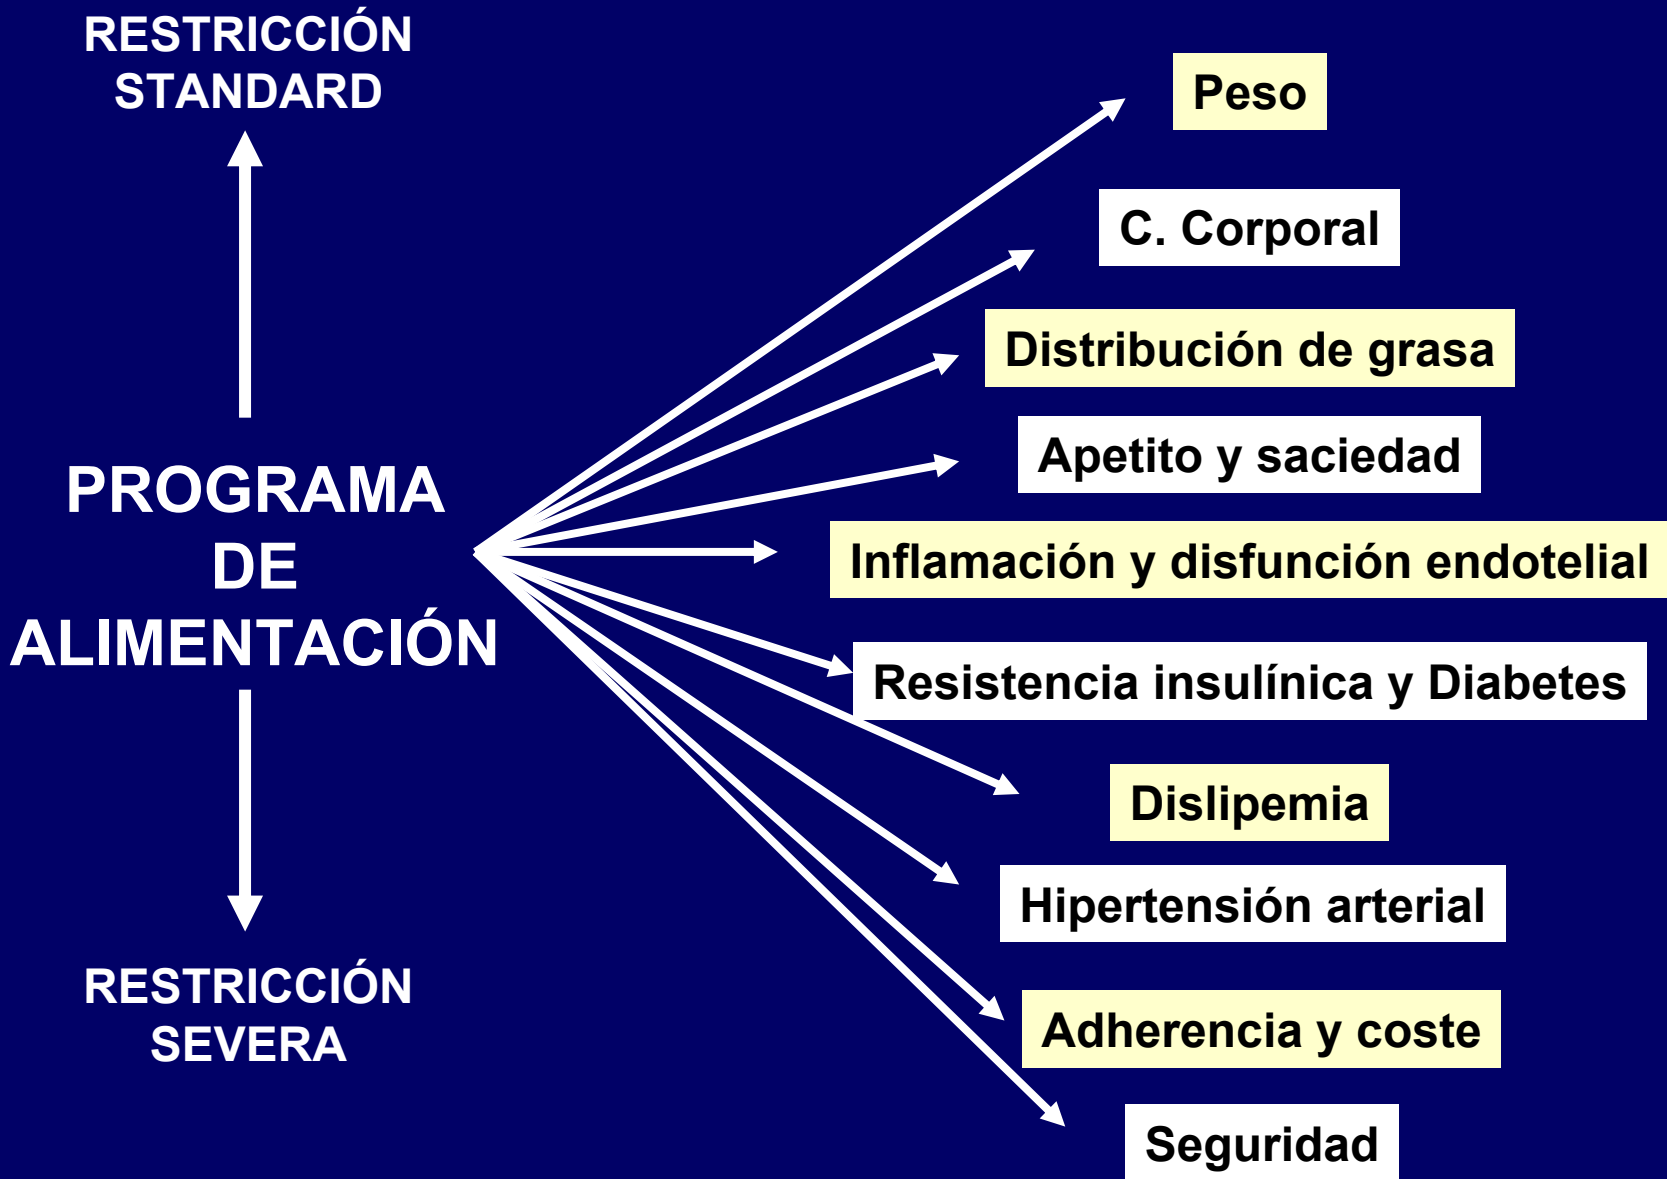 RESTRICCIÓN
STANDARD
PROGRAMA
DE
ALIMENTACIÓN
RESTRICCIÓN
SEVERA
Peso
C. Corporal
Distribución de grasa
Apetito y saciedad
Inflamación y disfunción endotelial
Resistencia insulínica y Diabetes
Dislipemia
Hipertensión arterial
Adherencia y coste
Seguridad